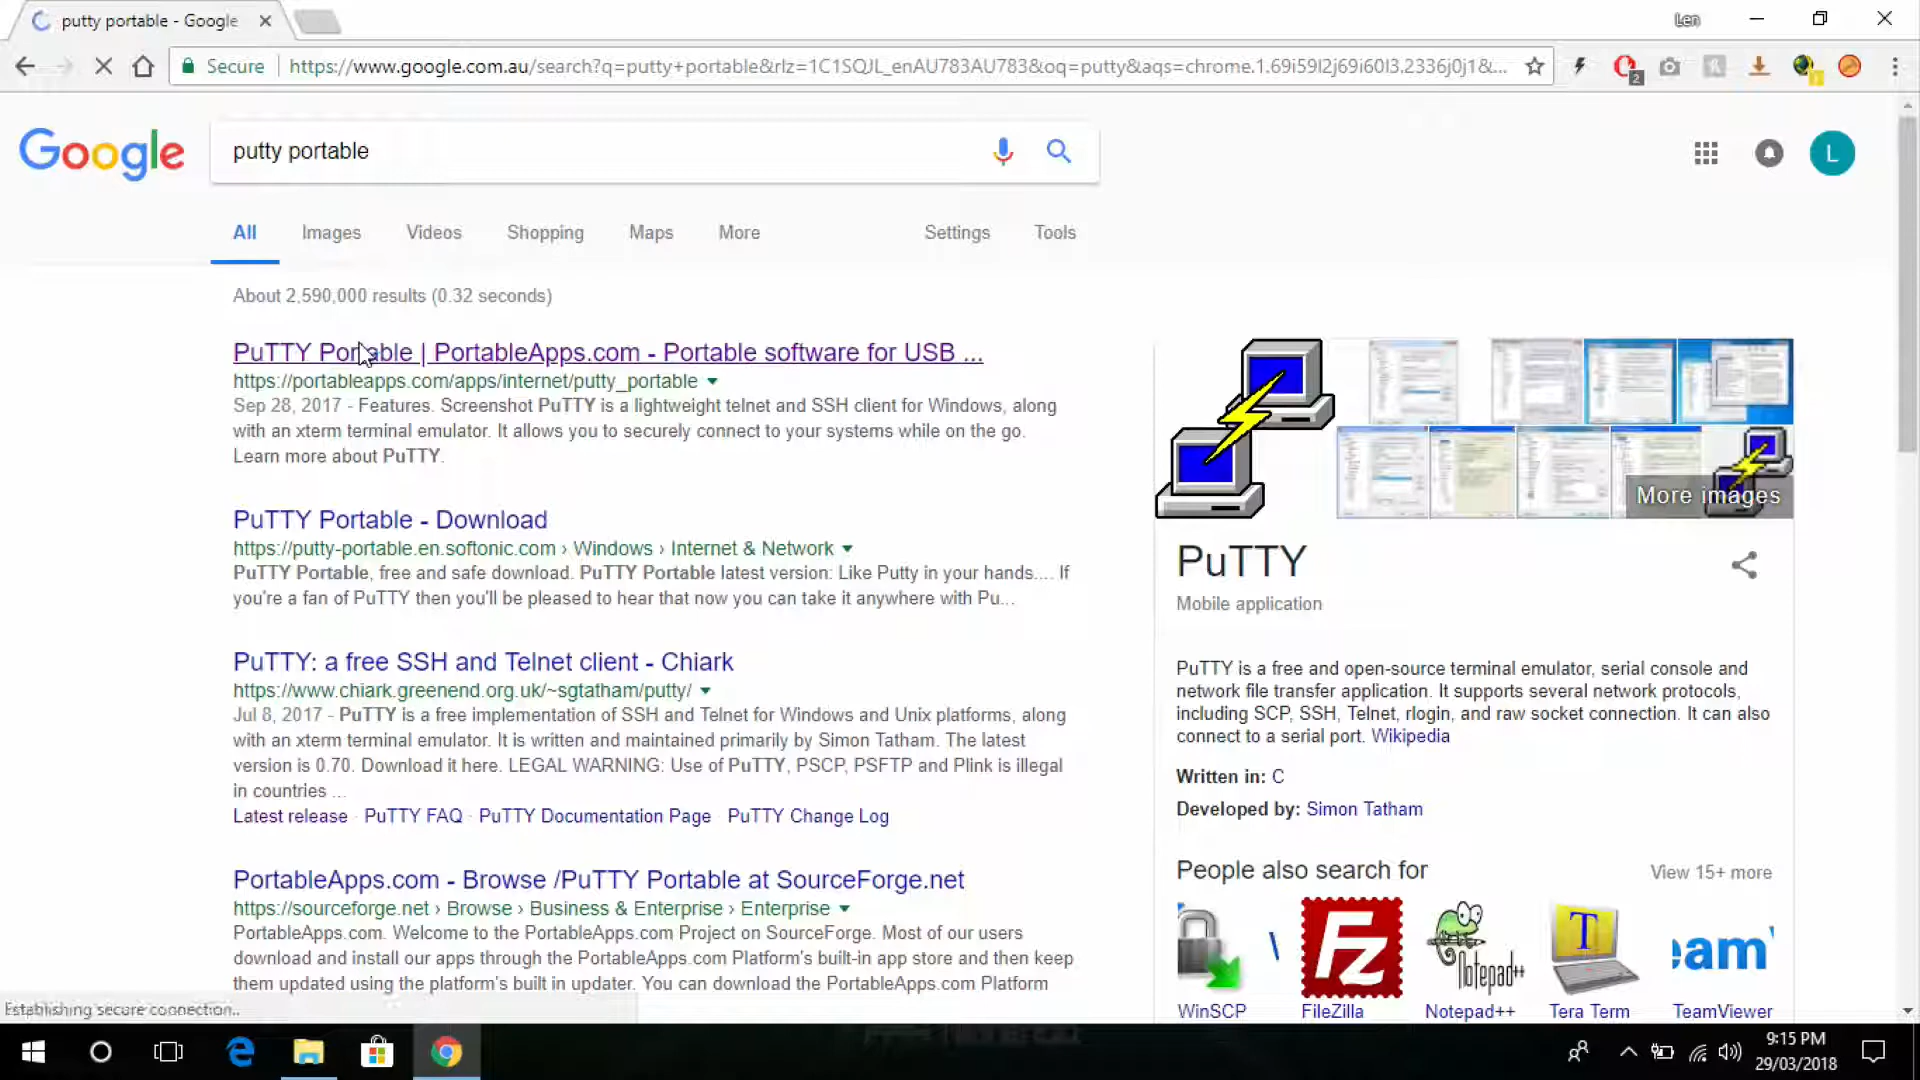 putty portable - Google
Len
Secure
https://www.google.com.au/search?q=putty+portable&rlz=1C1SQJL_enAU783AU783&oq=putty&aqs=chrome.1.69i59l2j69i60l3.2336j0j1&...
2
Google
putty portable
L
All Images Videos Shopping Maps More Settings Tools
About 2,590,000 results (0.32 seconds)
PuTTY Portable | PortableApps.com - Portable software for USB ...
https://portableapps.com/apps/internet/putty_portable
Sep 28, 2017 - Features. Screenshot PuTTY is a lightweight telnet and SSH client for Windows, along
with an xterm terminal emulator. It allows you to securely connect to your systems while on the go.
Learn more about PuTTY.
PuTTY Portable - Download
https://putty-portable.en.softonic.com › Windows › Internet & Network
PuTTY Portable, free and safe download. PuTTY Portable latest version: Like Putty in your hands.... If
you're a fan of PuTTY then you'll be pleased to hear that now you can take it anywhere with Pu...
PuTTY: a free SSH and Telnet client - Chiark
https://www.chiark.greenend.org.uk/~sgtatham/putty/
Jul 8, 2017 - PuTTY is a free implementation of SSH and Telnet for Windows and Unix platforms, along
with an xterm terminal emulator. It is written and maintained primarily by Simon Tatham. The latest
version is 0.70. Download it here. LEGAL WARNING: Use of PuTTY, PSCP, PSFTP and Plink is illegal
in countries ...
Latest release · PuTTY FAQ · PuTTY Documentation Page · PuTTY Change Log
PortableApps.com - Browse /PuTTY Portable at SourceForge.net
https://sourceforge.net › Browse › Business & Enterprise › Enterprise
PortableApps.com. Welcome to the PortableApps.com Project on SourceForge. Most of our users
download and install our apps through the PortableApps.com Platform's built-in app store and then keep
them updated using the platform's built in updater. You can download the PortableApps.com Platform
Establishing secure connection...
More images
PuTTY
Mobile application
PuTTY is a free and open-source terminal emulator, serial console and
network file transfer application. It supports several network protocols,
including SCP, SSH, Telnet, rlogin, and raw socket connection. It can also
connect to a serial port. Wikipedia
Written in: C
Developed by: Simon Tatham
People also search for
View 15+ more
Fz
Notepad++
T
eam
WinSCP FileZilla Notepad++ Tera Term TeamViewer
9:15 PM
29/03/2018